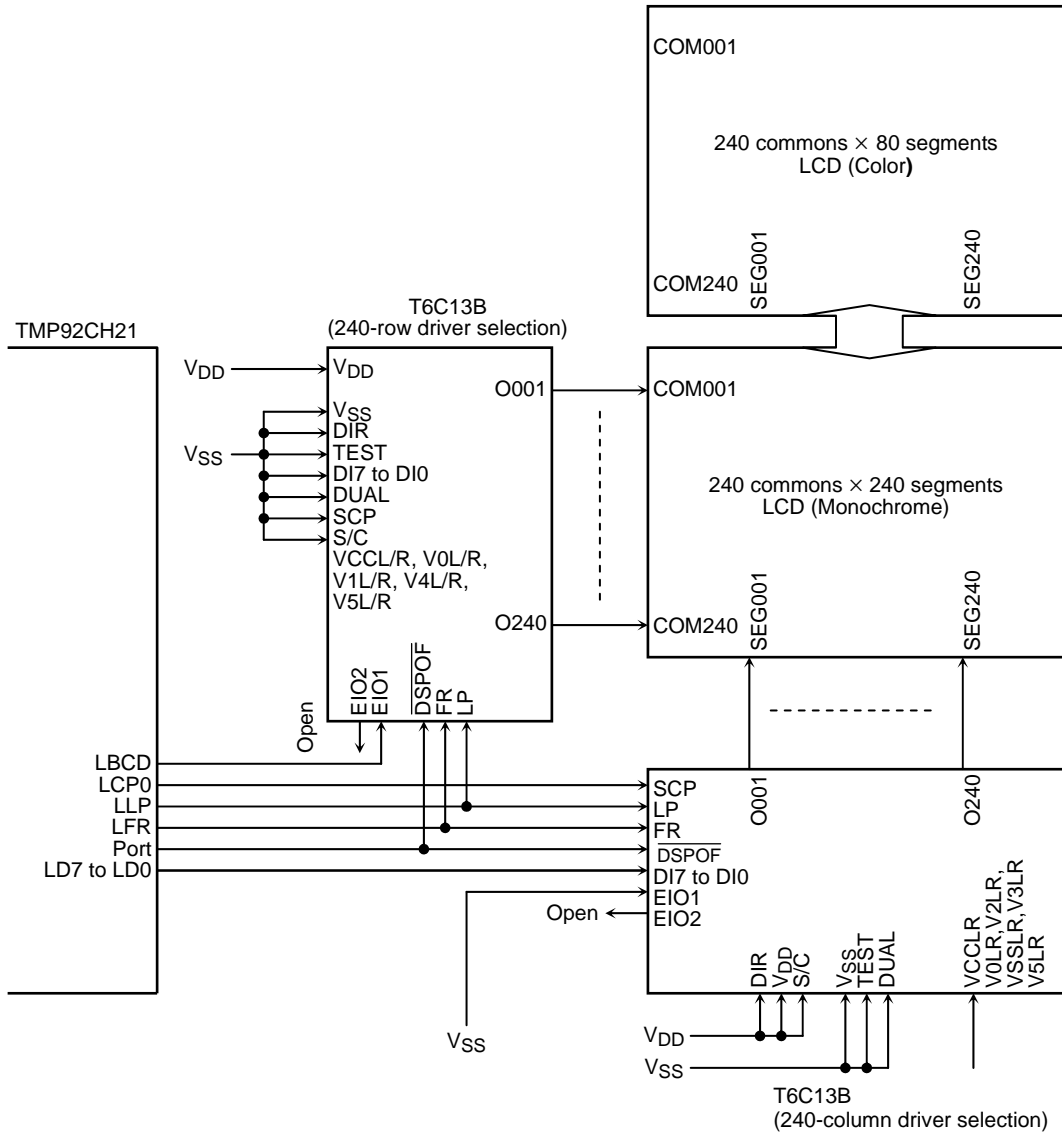 COM001
240 commons × 80 segments
LCD (Color)
COM240
SEG001
SEG240
TMP92CH21
T6C13B
(240-row driver selection)
VDD
VDD
VSS
VSS
DIR
TEST
DI7 to DI0
DUAL
SCP
S/C
VCCL/R, V0L/R,
V1L/R, V4L/R,
V5L/R
O001
O240
Open
EIO2
EIO1
DSPOF
FR
LP
COM001
240 commons × 240 segments
LCD (Monochrome)
COM240
SEG001
SEG240
LBCD
LCP0
LLP
LFR
Port
LD7 to LD0
SCP
LP
FR
DSPOF
DI7 to DI0
EIO1
EIO2
Open
VSS
O001
O240
DIR
VDD
S/C
VSS
TEST
DUAL
VCCLR
V0LR,V2LR,
VSSLR,V3LR
V5LR
VDD
VSS
T6C13B
(240-column driver selection)